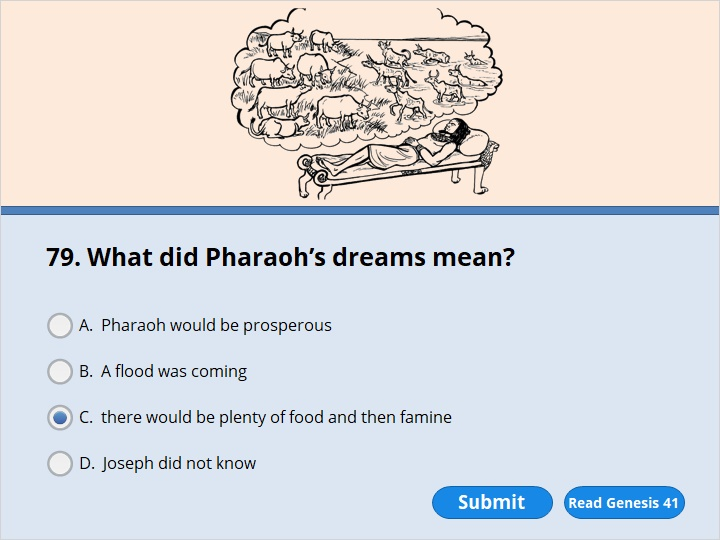 79. What did Pharaoh’s dreams mean?
A. Pharaoh would be prosperous
B. A flood was coming
C. there would be plenty of food and then famine
D. Joseph did not know
Submit
Read Genesis 41